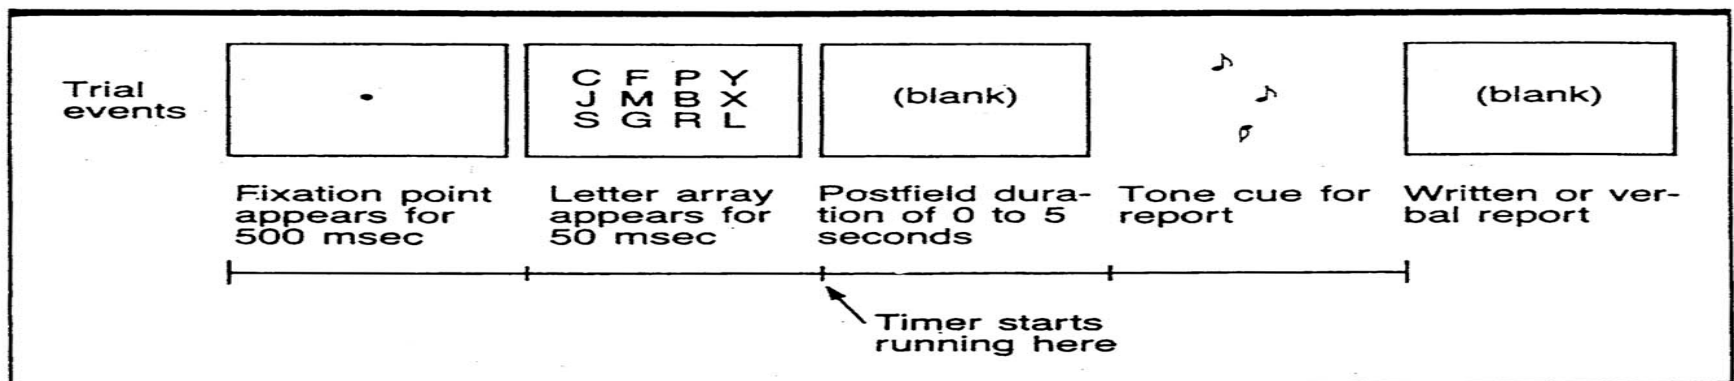 Trial
events
C F P Y
J M B X
S G R L
(blank)
(blank)
Fixation point
appears for
500 msec
Letter array
appears for
50 msec
Postfield dura-
tion of 0 to 5
seconds
Tone cue for
report
Written or ver-
bal report
Timer starts
running here